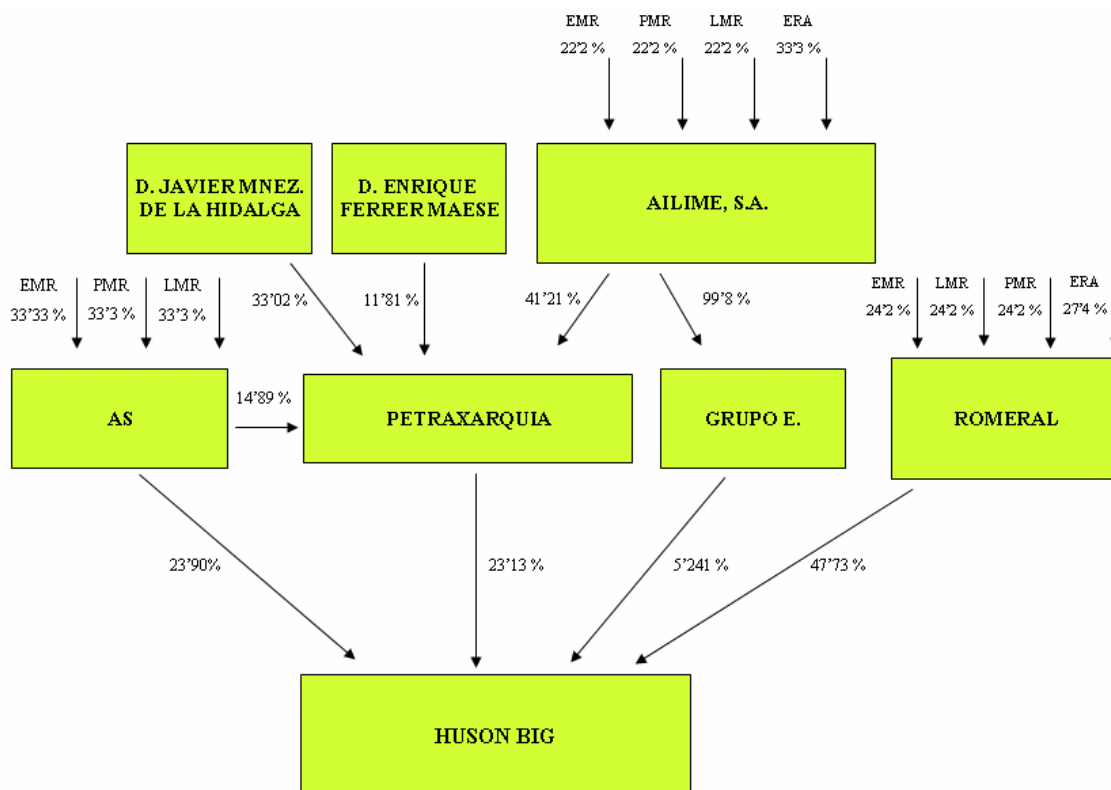 EMR PMR LMR ERA
22'2 % 22'2 % 22'2 % 33'3 %
D. JAVIER MNEZ.
DE LA HIDALGA
D. ENRIQUE
FERRER MAESE
AILIME, S.A.
EMR PMR LMR
33'33 % 33'3 % 33'3 %
33'02 %
11'81 %
41'21 %
99'8 %
EMR LMR PMR ERA
24'2 % 24'2 % 24'2 % 27'4 %
AS
14'89 %
PETRAXARQUIA
GRUPO E.
ROMERAL
23'90%
23'13 %
5'241 %
47'73 %
HUSON BIG